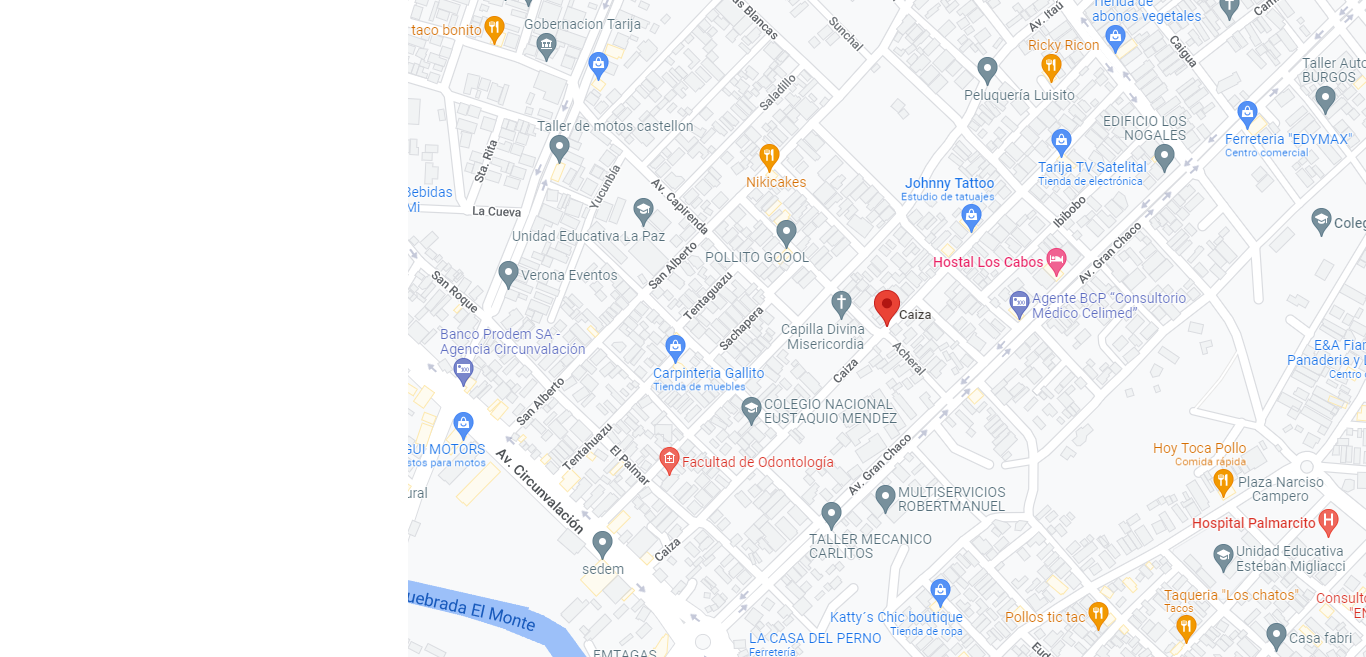 Tienda de
abonos vegetales
Av. Itaú
Gobernacion Tarija
Sunchal
taco bonito
Ricky Ricon
Caigua
Taller Auto
BURGOS
Peluquería Luisito
Saladillo
EDIFICIO LOS
NOGALES
Taller de motos castellon
Ferreteria "EDYMAX"
Centro comercial
Sta. Rita
Tarija TV Satelital
Tienda de electrónica
Nikicakes
Johnny Tattoo
Estudio de tatuajes
Yucunbía
Av. Capirenda
Bebidas
Mi
La Cueva
Ibibobo
Unidad Educativa La Paz
Av. Gran Chaco
POLLITO GOOOL
San Alberto
Hostal Los Cabos
Verona Eventos
San Roque
Tentaguazu
Agente BCP “Consultorio
Médico Celimed”
Caiza
Sachapera
Capilla Divina
Misericordia
Banco Prodem SA -
Agencia Circunvalación
Acheral
Panaderia y
Centro
Carpinteria Gallito
Tienda de muebles
Caiza
San Alberto
COLEGIO NACIONAL
EUSTAQUIO MENDEZ
GUI MOTORS
stos para motos
Tentahuazu
El Palmar
Facultad de Odontología
Av. Gran Chaco
Hoy Toca Pollo
Comida rápida
Av. Circunvalación
Plaza Narciso
Campero
ural
MULTISERVICIOS
ROBERTMANUEL
Hospital Palmarcito
TALLER MECANICO
CARLITOS
Caiza
sedem
Unidad Educativa
Esteban Migliacci
uebrada El Monte
Katty´s Chic boutique
Tienda de ropa
Pollos tic tac
Taqueria "Los chatos"
Tacos
Consulto
LA CASA DEL PERNO
Ferretería
Casa fabri
EMTAGAS